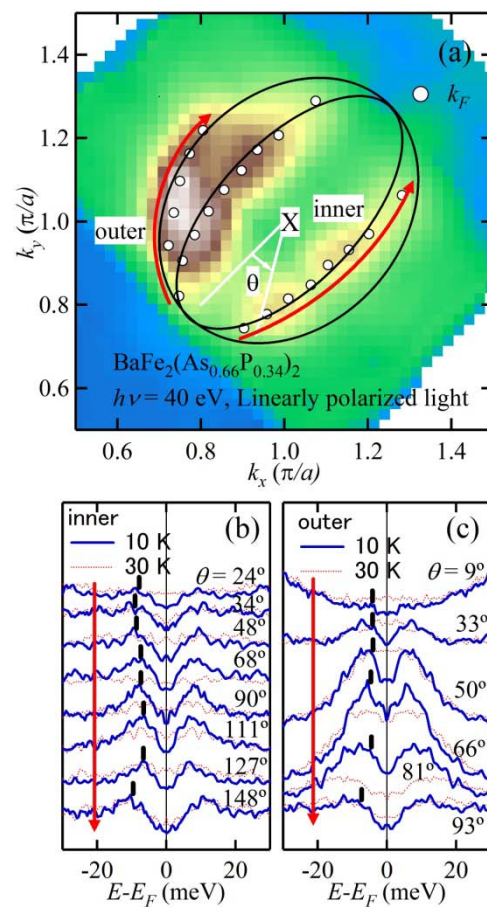 (a)
1.4
1.2
1.0
0.8
0.6
k_y (π/a)
k_F
outer
inner
X
θ
BaFe₂(As₀.₆₆P₀.₃₄)₂
hν = 40 eV, Linearly polarized light
0.6 0.8 1.0 1.2 1.4
k_x (π/a)
inner (b)
10 K
30 K
θ = 24º
34º
48º
68º
90º
111º
127º
148º
-20 0 20
E-E_F (meV)
outer (c)
10 K
30 K
θ = 9º
33º
50º
66º
81º
93º
-20 0 20
E-E_F (meV)